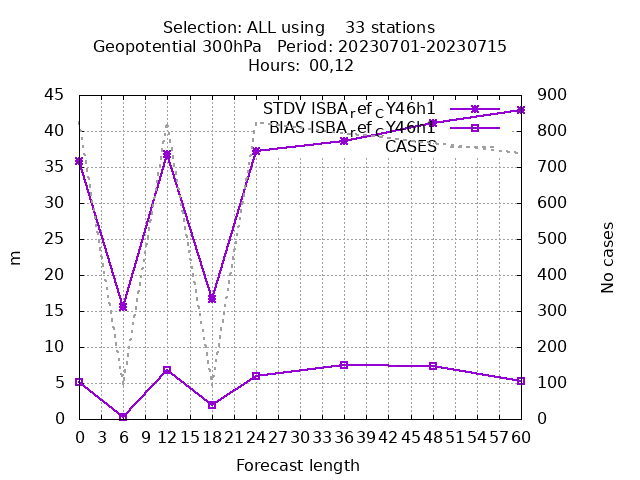 Selection: ALL using    33 stations
Geopotential 300hPa   Period: 20230701-20230715
Hours:  00,12
STDV ISBA_ref_CY46h1
BIAS ISBA_ref_CY46h1
CASES
45
40
35
30
25
20
15
10
5
0
900
800
700
600
500
400
300
200
100
0
m
No cases
0 3 6 9 12 15 18 21 24 27 30 33 36 39 42 45 48 51 54 57 60
Forecast length